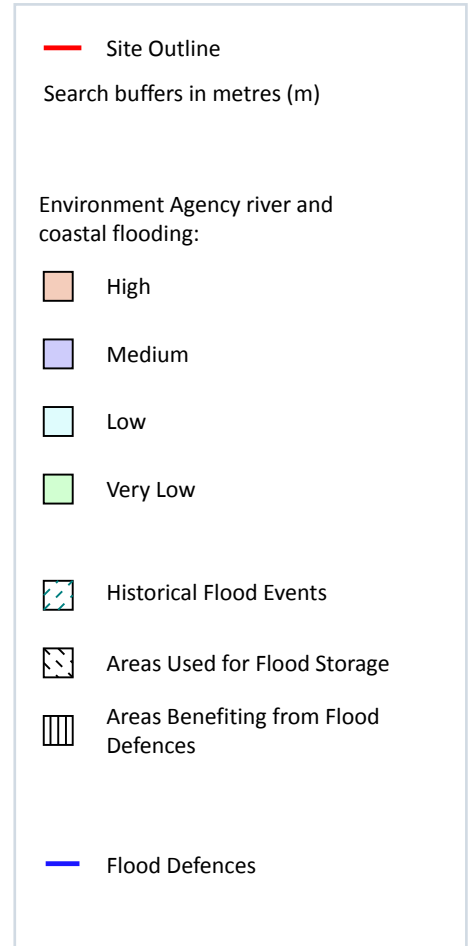 Site Outline
Search buffers in metres (m)
Environment Agency river and
coastal flooding:
High
Medium
Low
Very Low
Historical Flood Events
Areas Used for Flood Storage
Areas Benefiting from Flood
Defences
Flood Defences